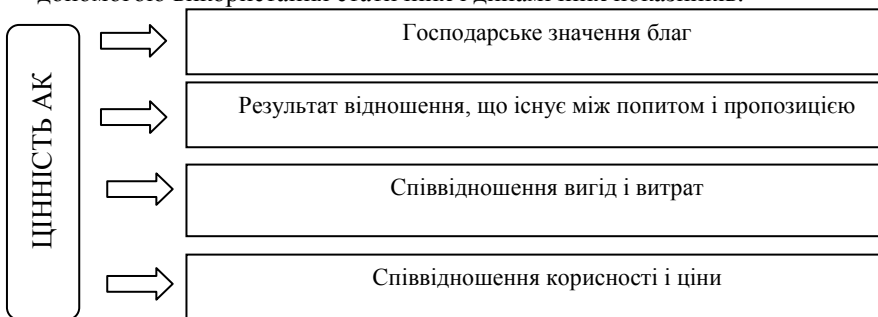 Господарське значення благ
Результат відношення, що існує між попитом і пропозицією
ЦІННІСТЬ АК
Співвідношення вигід і витрат
Співвідношення корисності і ціни